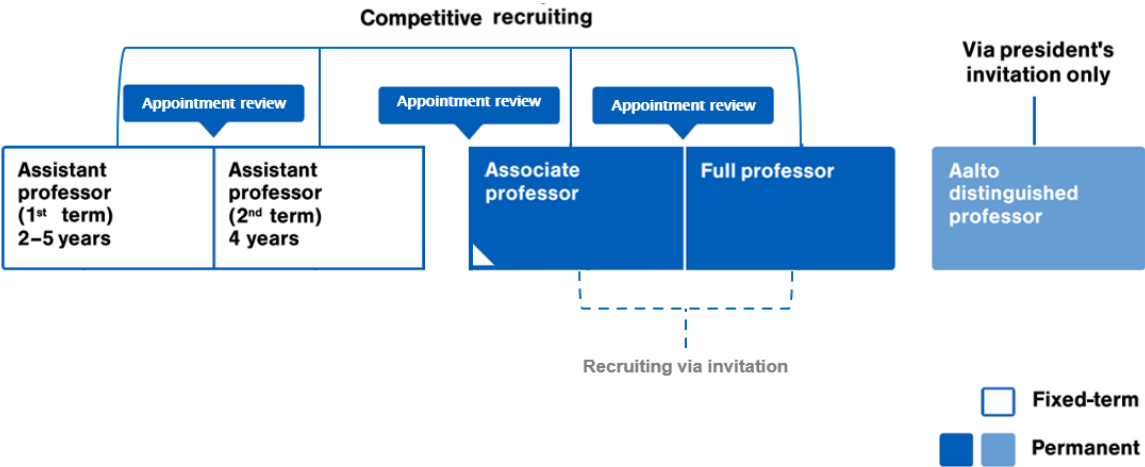 Competitive recruiting
Via president's
invitation only
Appointment review
Appointment review
Appointment review
Assistant
professor
(1st term)
2–5 years
Assistant
professor
(2nd term)
4 years
Associate
professor
Full professor
Aalto
distinguished
professor
Recruiting via invitation
Fixed-term
Permanent